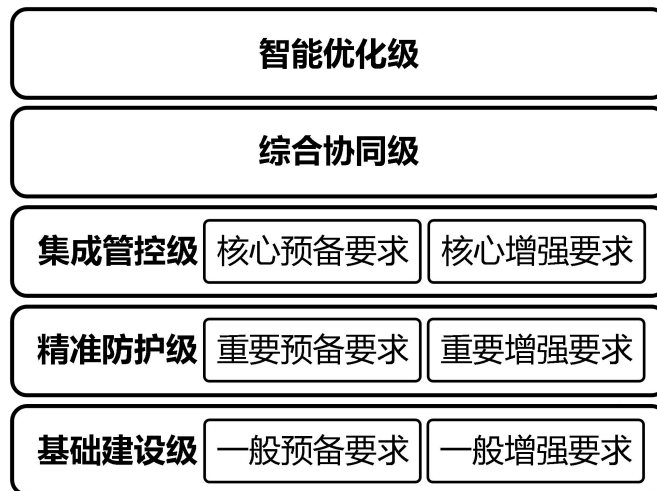 智能优化级
综合协同级
集成管控级 核心预备要求 核心增强要求
精准防护级 重要预备要求 重要增强要求
基础建设级 一般预备要求 一般增强要求